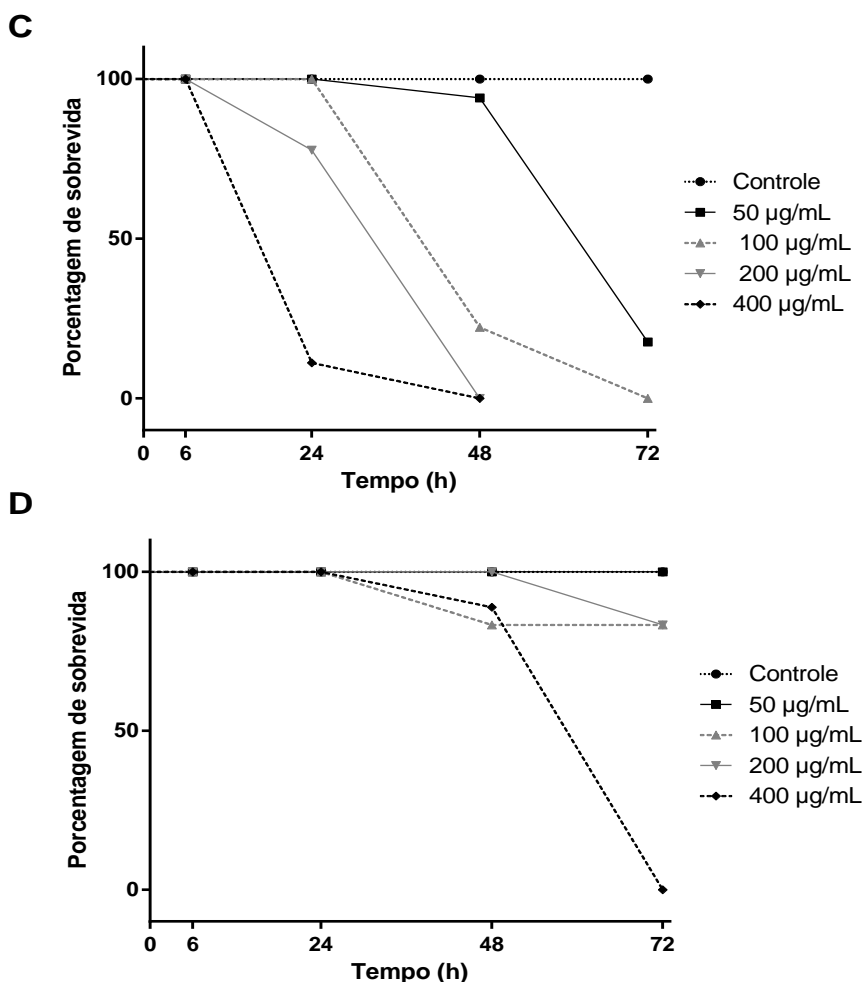 C
Porcentagem de sobrevida
100
50
0
0 6 24 48 72
Tempo (h)
Controle
50 µg/mL
100 µg/mL
200 µg/mL
400 µg/mL
D
Porcentagem de sobrevida
100
50
0
0 6 24 48 72
Tempo (h)
Controle
50 µg/mL
100 µg/mL
200 µg/mL
400 µg/mL